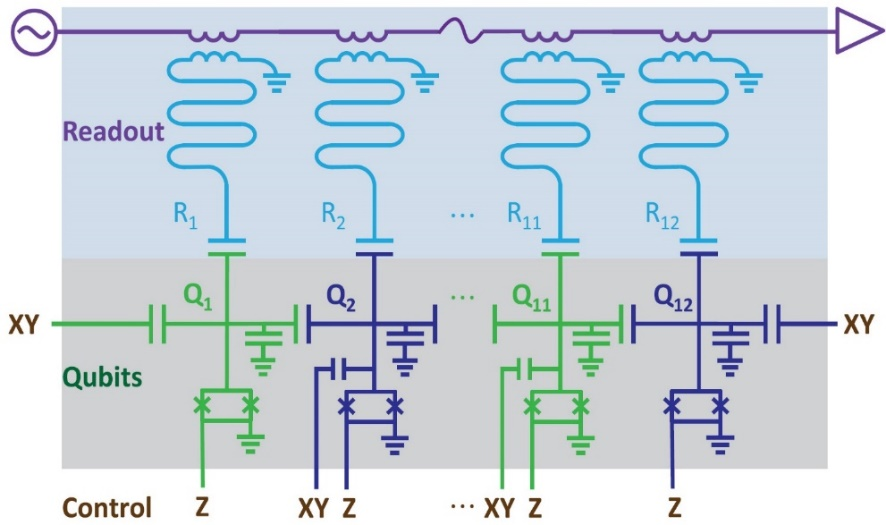 Readout
R1 R2 ... R11 R12
Q1 Q2 ... Q11 Q12
XY XY
Qubits
Control Z XY Z ... XY Z Z